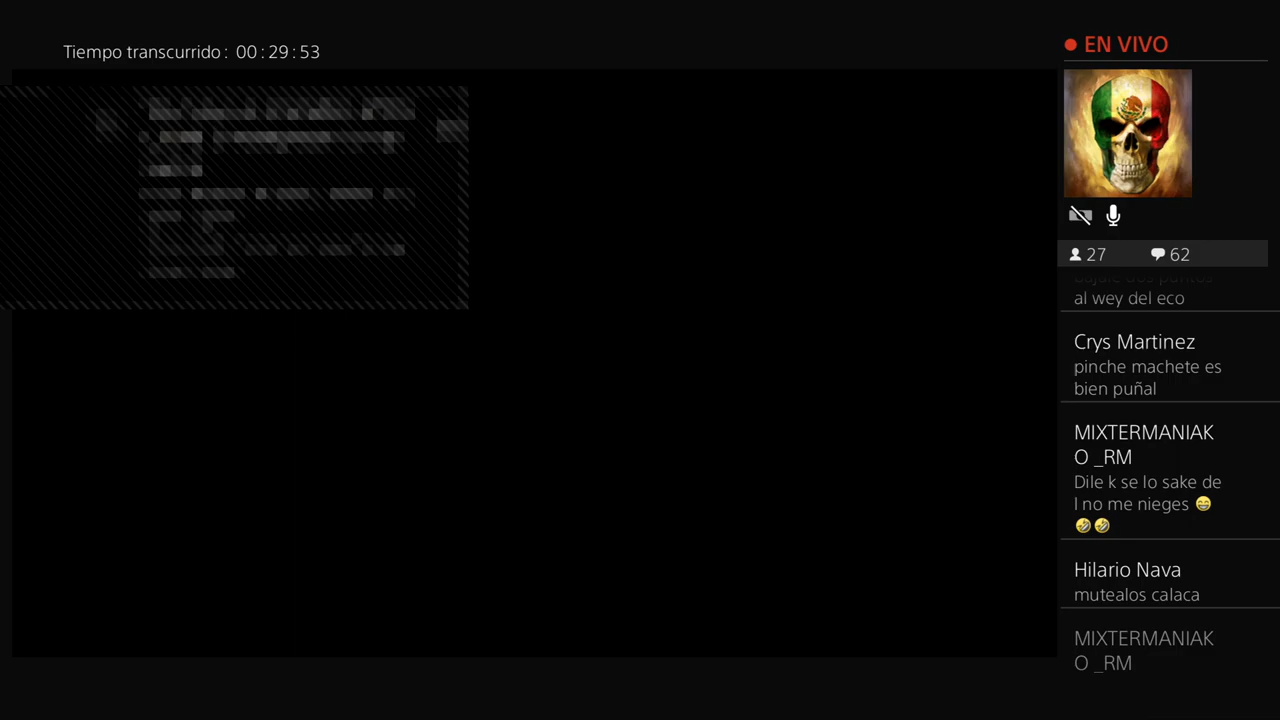 Tiempo transcurrido: 00:29:53
EN VIVO
27 62
al wey del eco
Crys Martinez
pinche machete es
bien puñal
MIXTERMANIAK
O _RM
Dile k se lo sake de
l no me nieges 😁
🤣🤣
Hilario Nava
mutealos calaca
MIXTERMANIAK
O _RM